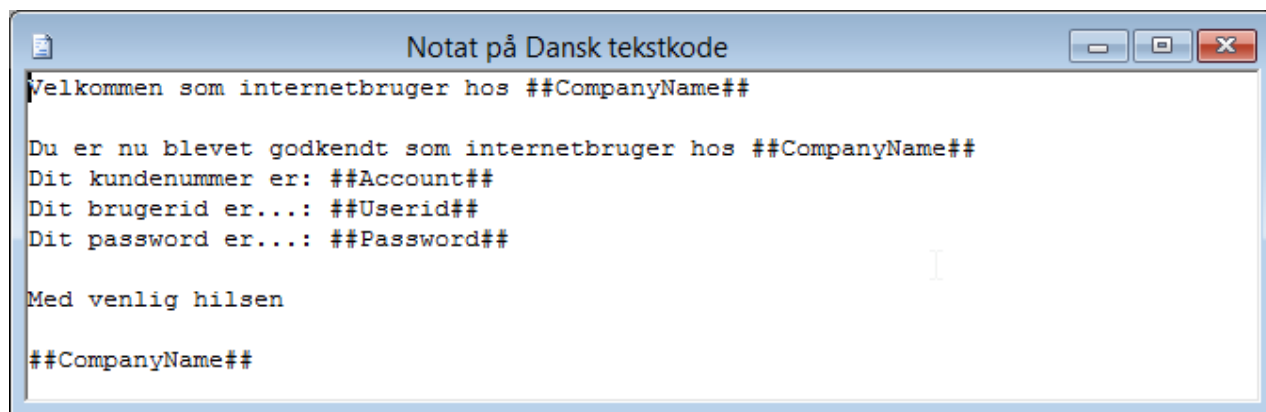 Notat på Dansk tekstkode
Velkommen som internetbruger hos ##CompanyName##
Du er nu blevet godkendt som internetbruger hos ##CompanyName##
Dit kundenummer er: ##Account##
Dit brugerid er...: ##Userid##
Dit password er...: ##Password##
Med venlig hilsen
##CompanyName##